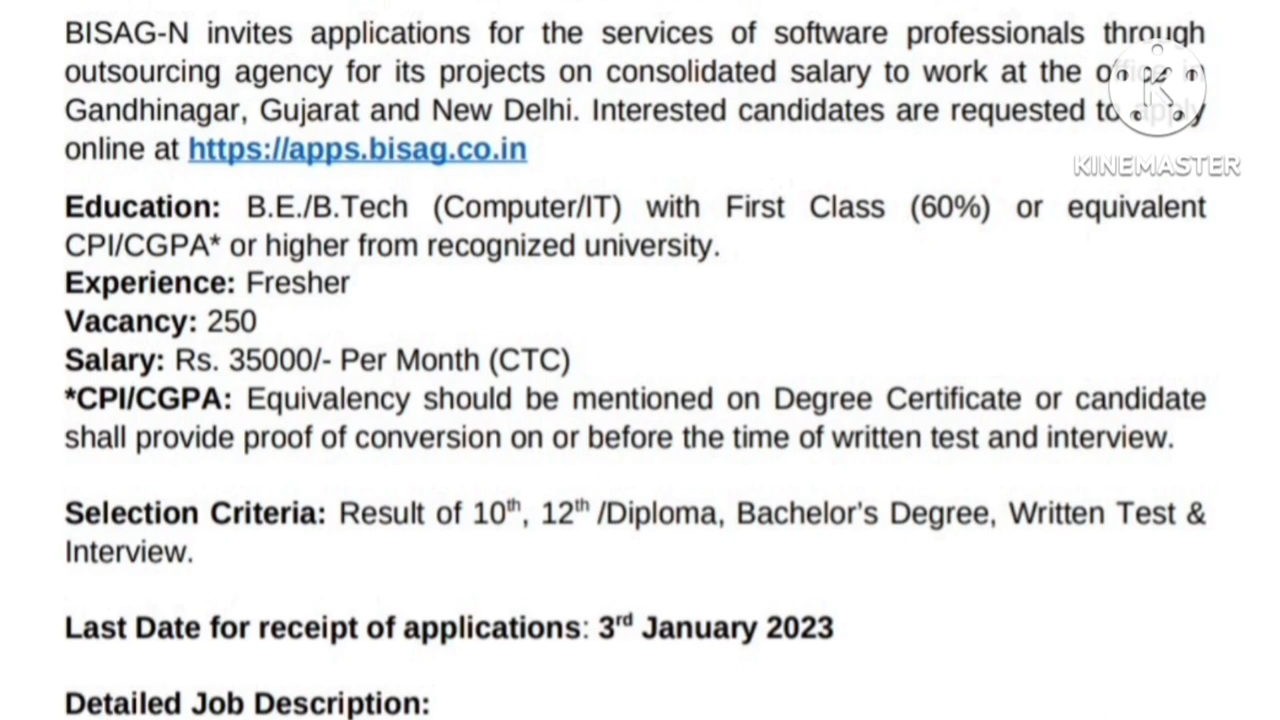 BISAG-N invites applications for the services of software professionals through
outsourcing agency for its projects on consolidated salary to work at the office in
Gandhinagar, Gujarat and New Delhi. Interested candidates are requested to apply
online at https://apps.bisag.co.in
K
KINEMASTER
Education: B.E./B.Tech (Computer/IT) with First Class (60%) or equivalent
CPI/CGPA* or higher from recognized university.
Experience: Fresher
Vacancy: 250
Salary: Rs. 35000/- Per Month (CTC)
*CPI/CGPA: Equivalency should be mentioned on Degree Certificate or candidate
shall provide proof of conversion on or before the time of written test and interview.
Selection Criteria: Result of 10th, 12th /Diploma, Bachelor's Degree, Written Test &
Interview.
Last Date for receipt of applications: 3rd January 2023
Detailed Job Description: